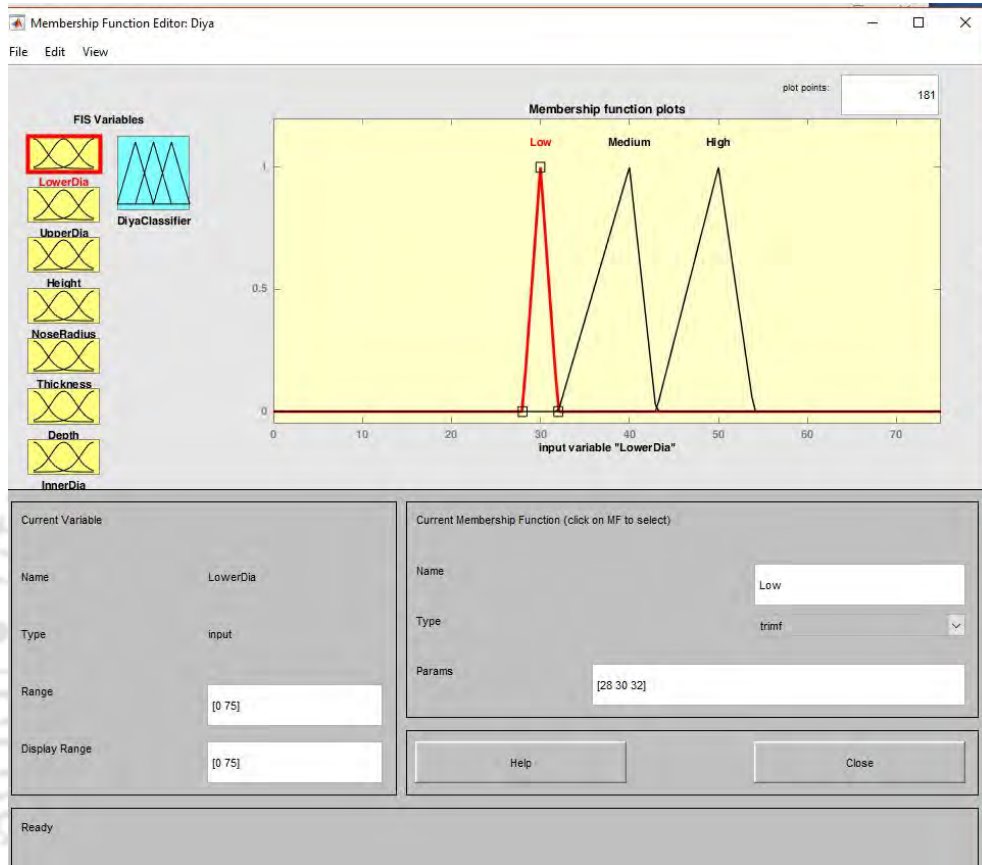 Membership Function Editor: Diya
File Edit View
plot points: 181
FIS Variables
Membership function plots
LowerDia
UpperDia
Height
NoseRadius
Thickness
Depth
InnerDia
DiyaClassifier
Low Medium High
1
0.5
0
0 10 20 30 40 50 60 70
input variable "LowerDia"
Current Variable
Name LowerDia
Type input
Range [0 75]
Display Range [0 75]
Current Membership Function (click on MF to select)
Name Low
Type trimf
Params [28 30 32]
Help Close
Ready